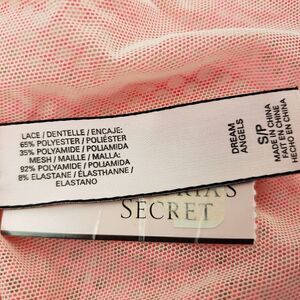 LACE / DENTELLE / ENCAJE:
65% POLYESTER / POLIÉSTER
35% POLYAMIDE / POLIAMIDA
MESH / MAILLE / MALLA:
92% POLYAMIDE / POLIAMIDA
8% ELASTANE / ÉLASTHANNE /
ELASTANO
DREAM
ANGELS
S/P
MADE IN CHINA
FAIT EN CHINE
HECHO EN CHINA
SECRET